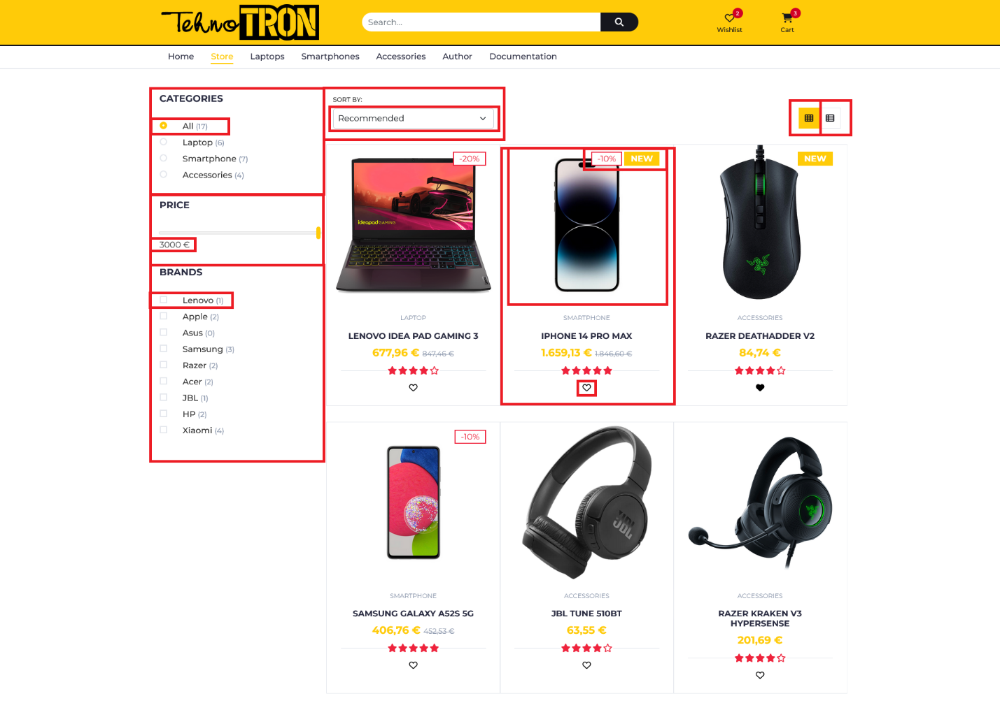 TehnoTRON
Search...
2
Wishlist
3
Cart
Home
Store
Laptops
Smartphones
Accessories
Author
Documentation
CATEGORIES
All (17)
Laptop (6)
Smartphone (7)
Accessories (4)
PRICE
3000 €
BRANDS
Lenovo (1)
Apple (2)
Asus (0)
Samsung (3)
Razer (2)
Acer (2)
JBL (1)
HP (2)
Xiaomi (4)
SORT BY:
Recommended
-20%
ideapad GAMING
LAPTOP
LENOVO IDEA PAD GAMING 3
677,96 € 847,46 €
-10% NEW
SMARTPHONE
IPHONE 14 PRO MAX
1.659,13 € 1.846,60 €
NEW
ACCESSORIES
RAZER DEATHADDER V2
84,74 €
-10%
SMARTPHONE
SAMSUNG GALAXY A52S 5G
406,76 € 452,53 €
JBL
ACCESSORIES
JBL TUNE 510BT
63,55 €
ACCESSORIES
RAZER KRAKEN V3
HYPERSENSE
201,69 €